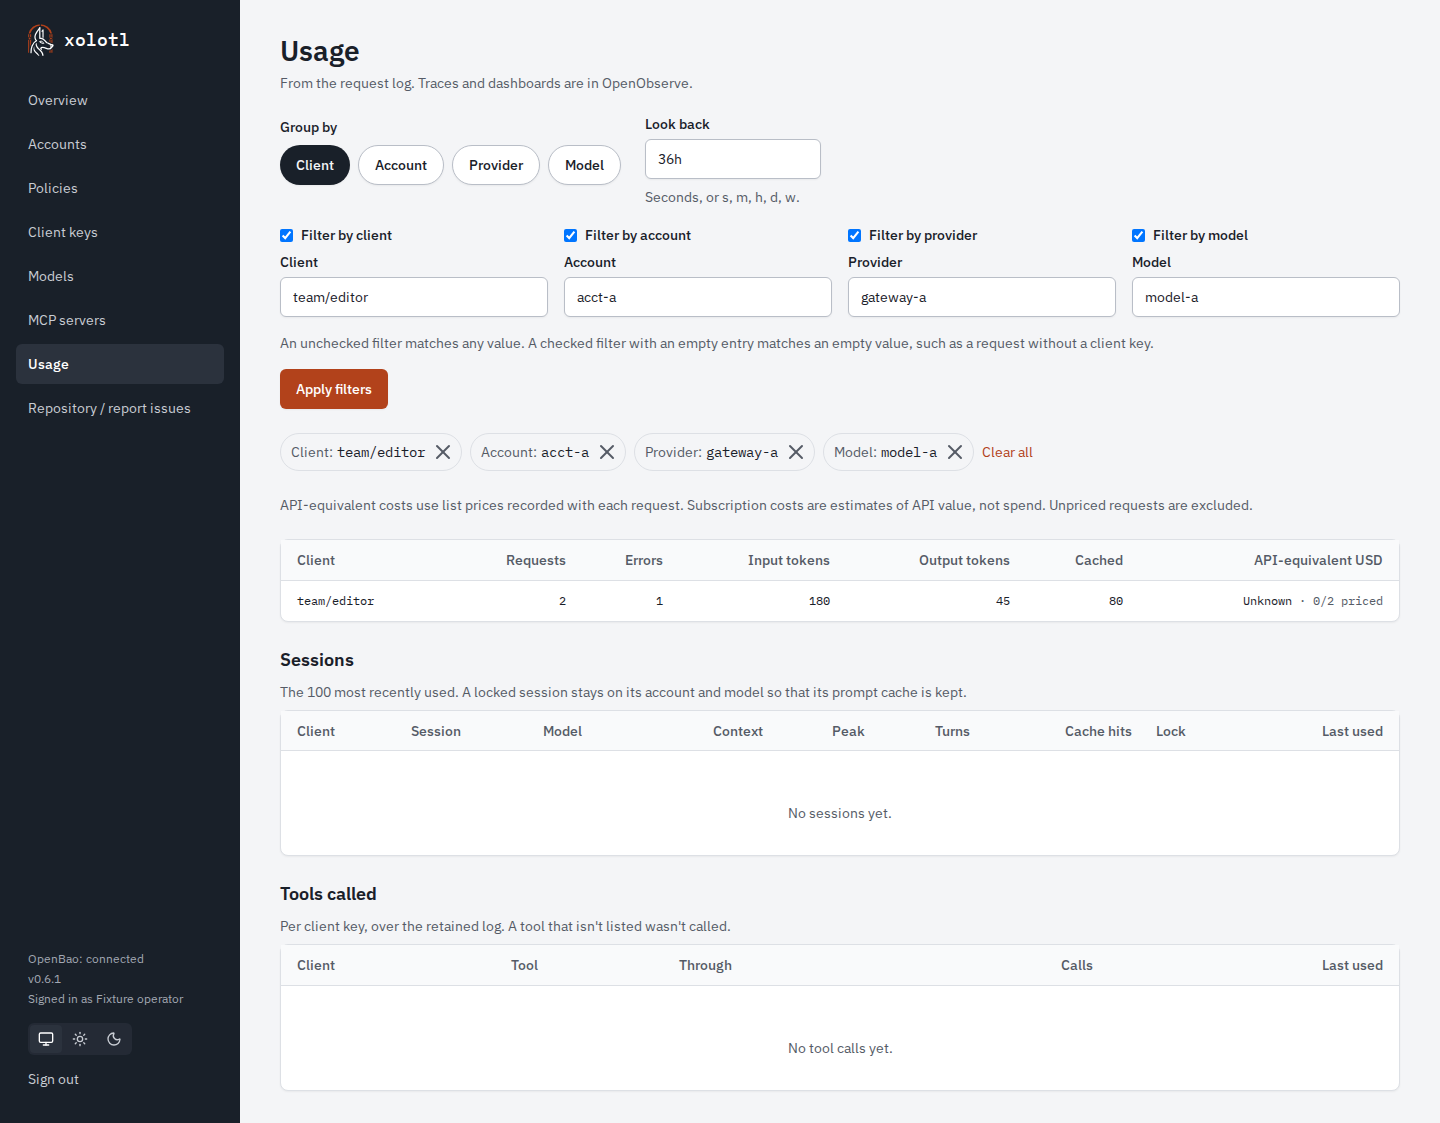 xolotl
Overview
Accounts
Policies
Client keys
Models
MCP servers
Usage
Repository / report issues
OpenBao: connected
v0.6.1
Signed in as Fixture operator
Sign out
Usage
From the request log. Traces and dashboards are in OpenObserve.
Group by
Client Account Provider Model
Look back
36h
Seconds, or s, m, h, d, w.
Filter by client Filter by account Filter by provider Filter by model
Client Account Provider Model
team/editor acct-a gateway-a model-a
An unchecked filter matches any value. A checked filter with an empty entry matches an empty value, such as a request without a client key.
Apply filters
Client: team/editor Account: acct-a Provider: gateway-a Model: model-a Clear all
API-equivalent costs use list prices recorded with each request. Subscription costs are estimates of API value, not spend. Unpriced requests are excluded.
Client Requests Errors Input tokens Output tokens Cached API-equivalent USD
team/editor 2 1 180 45 80 Unknown · 0/2 priced
Sessions
The 100 most recently used. A locked session stays on its account and model so that its prompt cache is kept.
Client Session Model Context Peak Turns Cache hits Lock Last used
No sessions yet.
Tools called
Per client key, over the retained log. A tool that isn't listed wasn't called.
Client Tool Through Calls Last used
No tool calls yet.